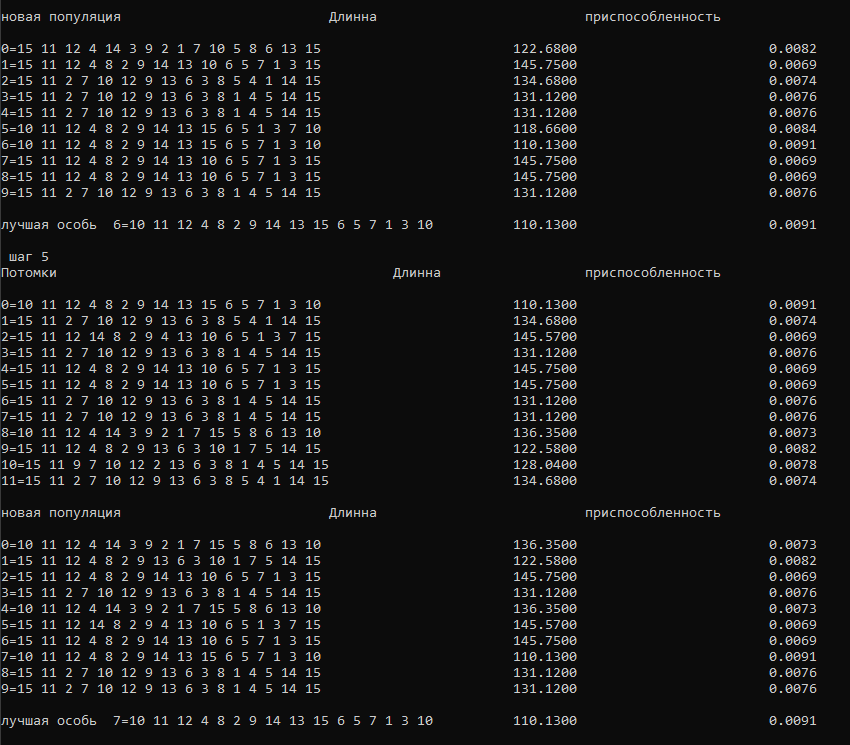 новая популяция Длинна приспособленность
0=15 11 12 4 14 3 9 2 1 7 10 5 8 6 13 15 122.6800 0.0082
1=15 11 12 4 8 2 9 14 13 10 6 5 7 1 3 15 145.7500 0.0069
2=15 11 2 7 10 12 9 13 6 3 8 5 4 1 14 15 134.6800 0.0074
3=15 11 2 7 10 12 9 13 6 3 8 1 4 5 14 15 131.1200 0.0076
4=15 11 2 7 10 12 9 13 6 3 8 1 4 5 14 15 131.1200 0.0076
5=10 11 12 4 8 2 9 14 13 15 6 5 1 3 7 10 118.6600 0.0084
6=10 11 12 4 8 2 9 14 13 15 6 5 7 1 3 10 110.1300 0.0091
7=15 11 12 4 8 2 9 14 13 10 6 5 7 1 3 15 145.7500 0.0069
8=15 11 12 4 8 2 9 14 13 10 6 5 7 1 3 15 145.7500 0.0069
9=15 11 2 7 10 12 9 13 6 3 8 1 4 5 14 15 131.1200 0.0076
лучшая особь 6=10 11 12 4 8 2 9 14 13 15 6 5 7 1 3 10 110.1300 0.0091
шаг 5
Потомки Длинна приспособленность
0=10 11 12 4 8 2 9 14 13 15 6 5 7 1 3 10 110.1300 0.0091
1=15 11 2 7 10 12 9 13 6 3 8 5 4 1 14 15 134.6800 0.0074
2=15 11 12 14 8 2 9 4 13 10 6 5 1 3 7 15 145.5700 0.0069
3=15 11 2 7 10 12 9 13 6 3 8 1 4 5 14 15 131.1200 0.0076
4=15 11 12 4 8 2 9 14 13 10 6 5 7 1 3 15 145.7500 0.0069
5=15 11 12 4 8 2 9 14 13 10 6 5 7 1 3 15 145.7500 0.0069
6=15 11 2 7 10 12 9 13 6 3 8 1 4 5 14 15 131.1200 0.0076
7=15 11 2 7 10 12 9 13 6 3 8 1 4 5 14 15 131.1200 0.0076
8=10 11 12 4 14 3 9 2 1 7 15 5 8 6 13 10 136.3500 0.0073
9=15 11 12 4 8 2 9 13 6 3 10 1 7 5 14 15 122.5800 0.0082
10=15 11 9 7 10 12 2 13 6 3 8 1 4 5 14 15 128.0400 0.0078
11=15 11 2 7 10 12 9 13 6 3 8 5 4 1 14 15 134.6800 0.0074
новая популяция Длинна приспособленность
0=10 11 12 4 14 3 9 2 1 7 15 5 8 6 13 10 136.3500 0.0073
1=15 11 12 4 8 2 9 13 6 3 10 1 7 5 14 15 122.5800 0.0082
2=15 11 12 4 8 2 9 14 13 10 6 5 7 1 3 15 145.7500 0.0069
3=15 11 2 7 10 12 9 13 6 3 8 1 4 5 14 15 131.1200 0.0076
4=10 11 12 4 14 3 9 2 1 7 15 5 8 6 13 10 136.3500 0.0073
5=15 11 12 14 8 2 9 4 13 10 6 5 1 3 7 15 145.5700 0.0069
6=15 11 12 4 8 2 9 14 13 10 6 5 7 1 3 15 145.7500 0.0069
7=10 11 12 4 8 2 9 14 13 15 6 5 7 1 3 10 110.1300 0.0091
8=15 11 2 7 10 12 9 13 6 3 8 1 4 5 14 15 131.1200 0.0076
9=15 11 2 7 10 12 9 13 6 3 8 1 4 5 14 15 131.1200 0.0076
лучшая особь 7=10 11 12 4 8 2 9 14 13 15 6 5 7 1 3 10 110.1300 0.0091